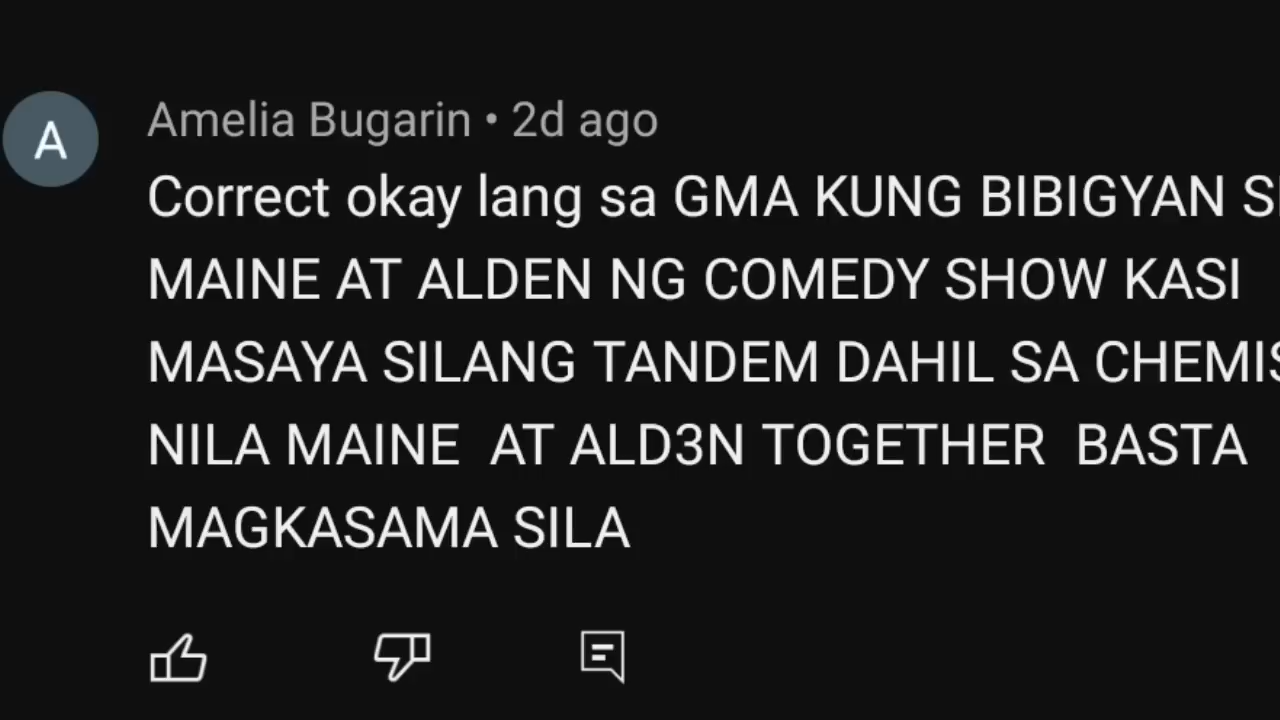 A
Amelia Bugarin • 2d ago
Correct okay lang sa GMA KUNG BIBIGYAN
MAINE AT ALDEN NG COMEDY SHOW KASI
MASAYA SILANG TANDEM DAHIL SA
NILA MAINE AT ALD3N TOGETHER BASTA
MAGKASAMA SILA